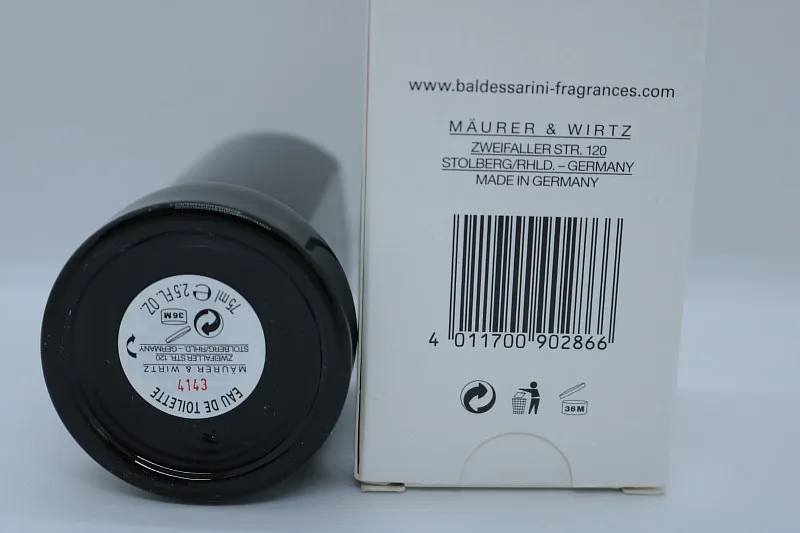 www.baldessarini-fragrances.com
MÄURER & WIRTZ
ZWEIFALLER STR. 120
STOLBERG/RHLD. – GERMANY
MADE IN GERMANY
4 011700 902866
36M
EAU DE TOILETTE
4143
MÄURER & WIRTZ
ZWEIFALLER STR. 120
STOLBERG/RHLD. – GERMANY
36M
75ml ℮ 2.5 FL. OZ.